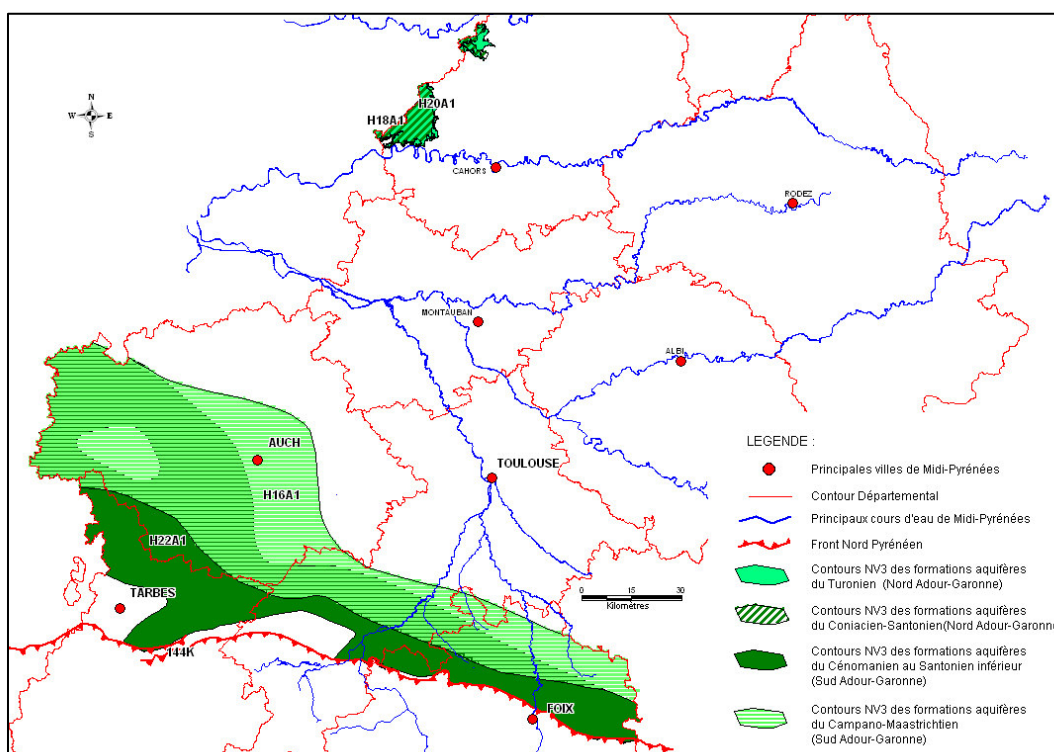 H20A1
H18A1
N
W E
S
CAHORS
RODEZ
MONTAUBAN
ALBI
AUCH
TOULOUSE
H16A1
H22A1
TARBES
144K
FOIX
0 15 30
Kilomètres
LEGENDE :
Principales villes de Midi-Pyrénées
Contour Départemental
Principaux cours d'eau de Midi-Pyrénées
Front Nord Pyrénéen
Contours NV3 des formations aquifères
du Turonien (Nord Adour-Garonne)
Contours NV3 des formations aquifères
du Coniacien-Santonien(Nord Adour-Garonne
Contours NV3 des formations aquifères
du Cénomanien au Santonien inférieur
(Sud Adour-Garonne)
Contours NV3 des formations aquifères
du Campano-Maastrichtien
(Sud Adour-Garonne)